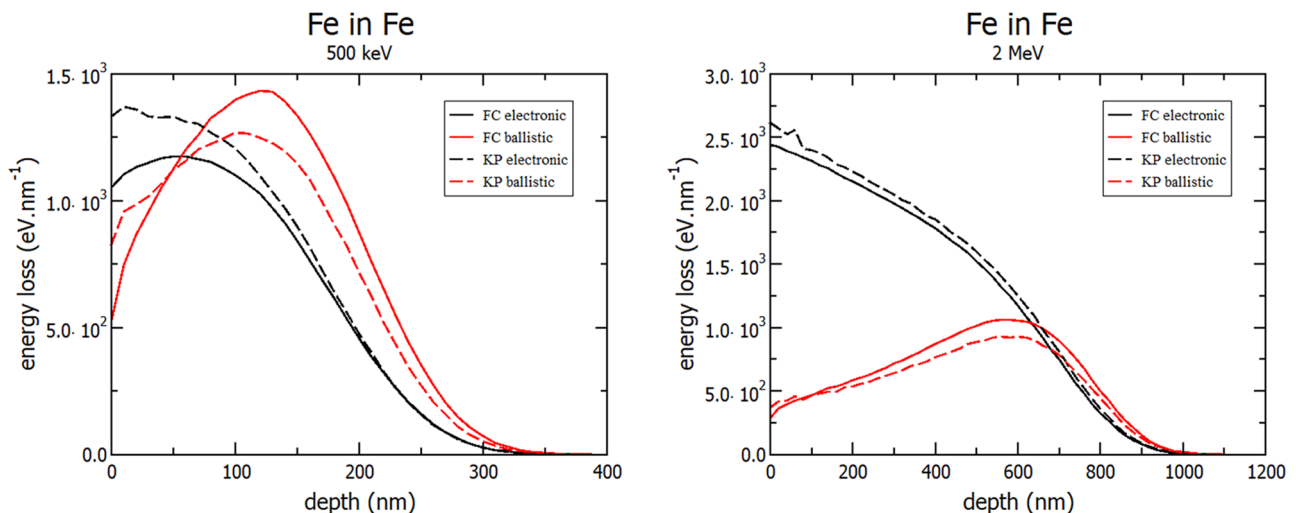 Fe in Fe
500 keV
energy loss (eV.nm⁻¹)
1.5· 10³
1.0· 10³
5.0· 10²
0.0
0
100
200
300
400
depth (nm)
FC electronic
FC ballistic
KP electronic
KP ballistic
Fe in Fe
2 MeV
energy loss (eV.nm⁻¹)
3.0· 10³
2.5· 10³
2.0· 10³
1.5· 10³
1.0· 10³
5.0· 10²
0.0
0
200
400
600
800
1000
1200
depth (nm)
FC electronic
FC ballistic
KP electronic
KP ballistic